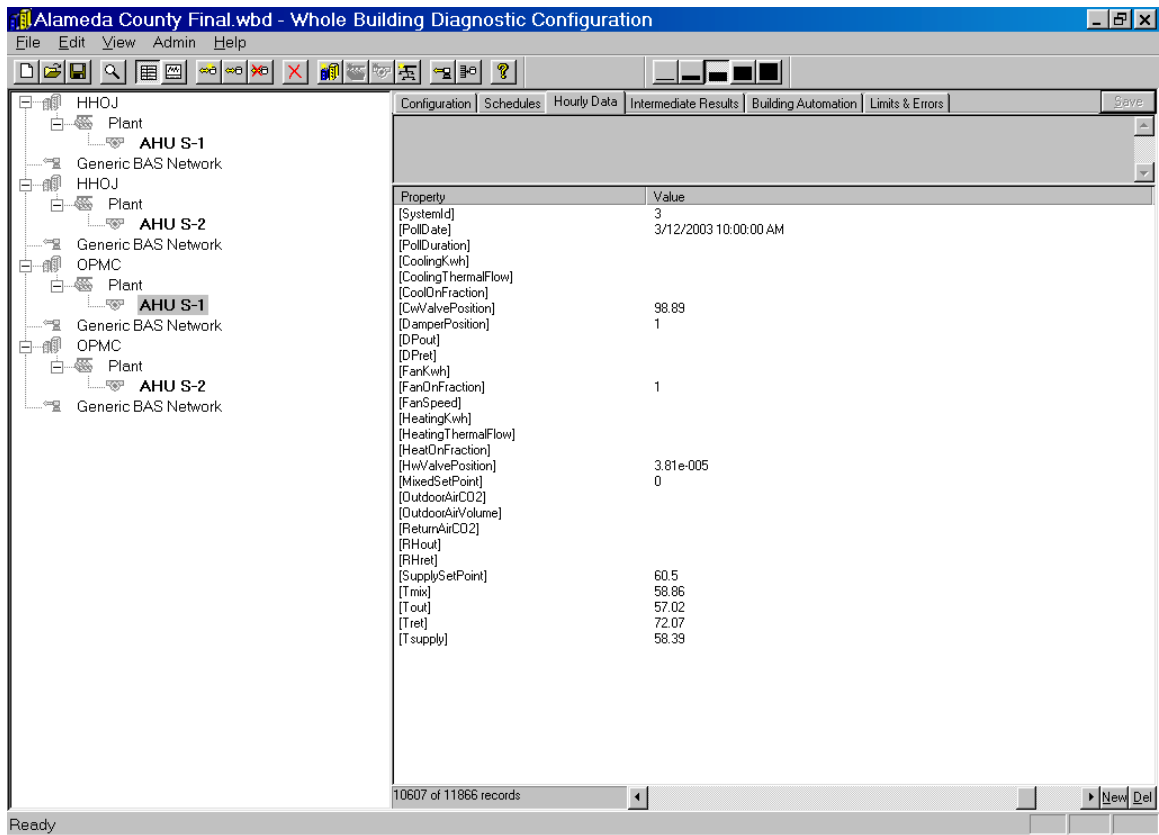 Alameda County Final.wbd - Whole Building Diagnostic Configuration
File Edit View Admin Help
HHOJ
Plant
AHU S-1
Generic BAS Network
HHOJ
Plant
AHU S-2
Generic BAS Network
OPMC
Plant
AHU S-1
Generic BAS Network
OPMC
Plant
AHU S-2
Generic BAS Network
Configuration Schedules Hourly Data Intermediate Results Building Automation Limits & Errors Save
Property Value
[SystemId] 3
[PollDate] 3/12/2003 10:00:00 AM
[PollDuration]
[CoolingKwh]
[CoolingThermalFlow]
[CoolOnFraction]
[CwValvePosition] 98.89
[DamperPosition] 1
[DPout]
[DPret]
[FanKwh]
[FanOnFraction] 1
[FanSpeed]
[HeatingKwh]
[HeatingThermalFlow]
[HeatOnFraction]
[HwValvePosition] 3.81e-005
[MixedSetPoint] 0
[OutdoorAirCO2]
[OutdoorAirVolume]
[ReturnAirCO2]
[RHout]
[RHret]
[SupplySetPoint] 60.5
[Tmix] 58.86
[Tout] 57.02
[Tret] 72.07
[Tsupply] 58.39
10607 of 11866 records New Del
Ready